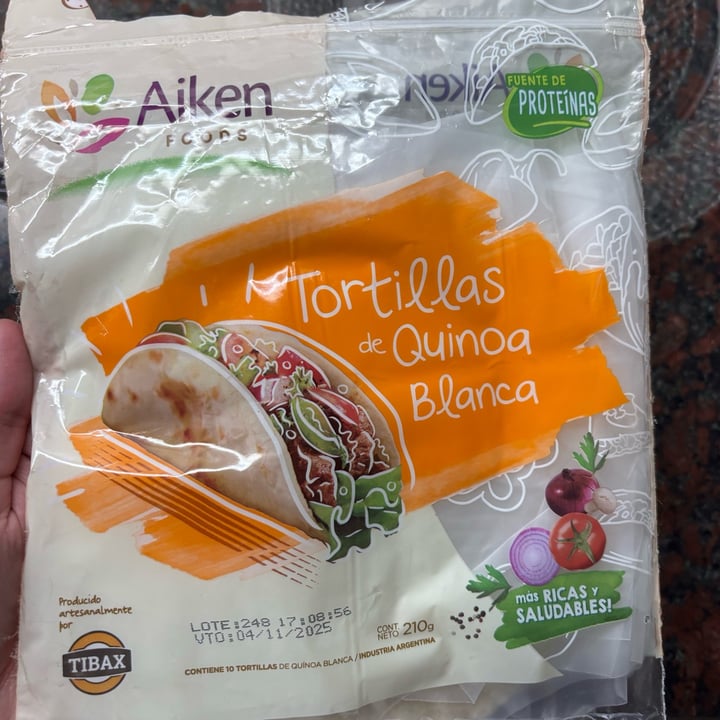 Aiken
FOODS
FUENTE DE
PROTEÍNAS
Tortillas
de Quinoa
Blanca
más RICAS y
SALUDABLES!
Producido
artesanalmente
por
TIBAX
LOTE:248 17:08:56
VTO:04/11/2025
CONT.
NETO 210g
CONTIENE 10 TORTILLAS DE QUÍNOA BLANCA / INDUSTRIA ARGENTINA